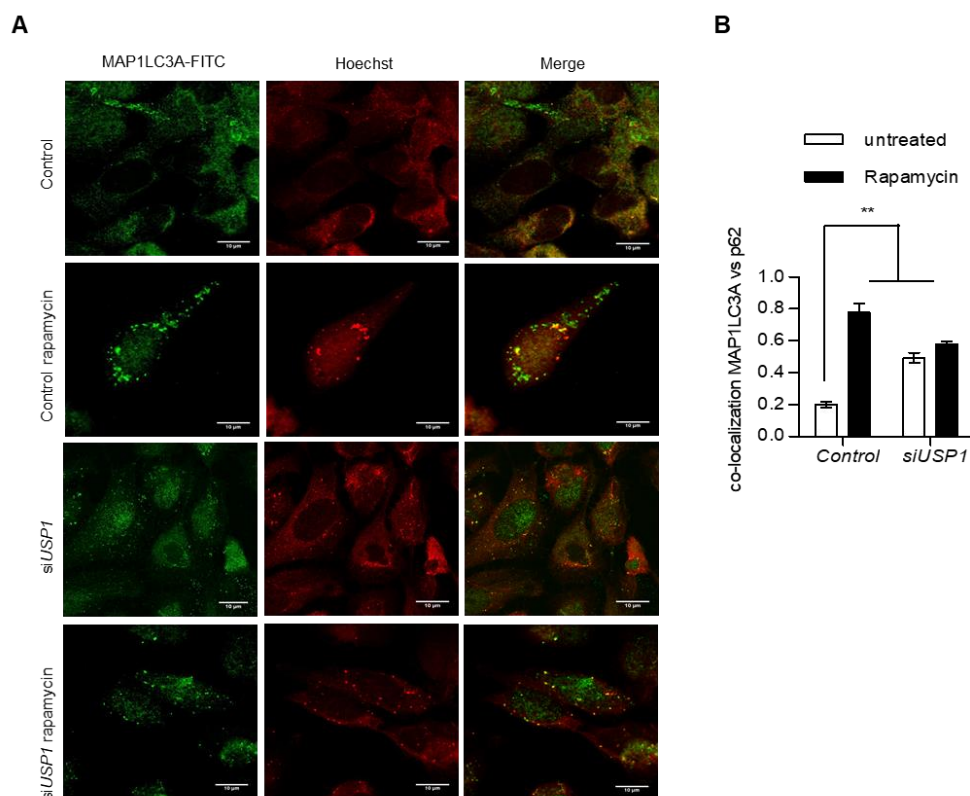 A
B
MAP1LC3A-FITC
Hoechst
Merge
Control
10 µm
10 µm
10 µm
Control rapamycin
10 µm
10 µm
10 µm
siUSP1
10 µm
10 µm
10 µm
siUSP1 rapamycin
10 µm
10 µm
10 µm
untreated
Rapamycin
**
co-localization MAP1LC3A vs p62
1.0
0.8
0.6
0.4
0.2
0.0
Control
siUSP1